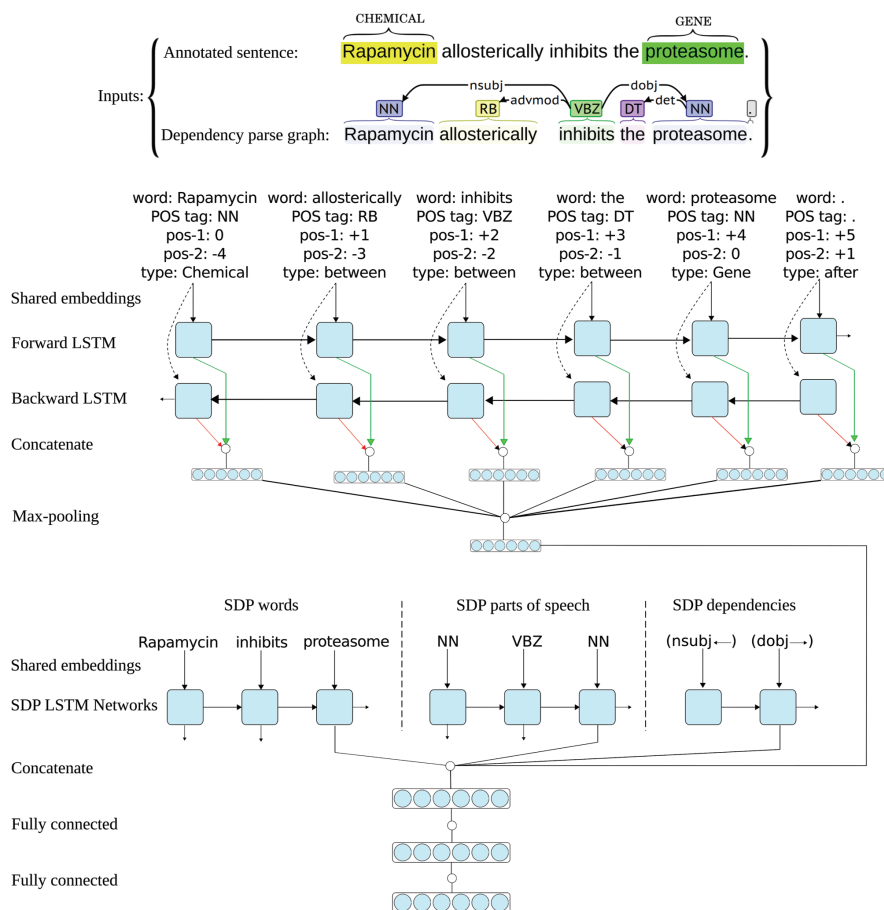 CHEMICAL GENE
Annotated sentence: Rapamycin allosterically inhibits the proteasome.
Inputs:
nsubj dobj
advmod det
NN RB VBZ DT NN .
Dependency parse graph: Rapamycin allosterically inhibits the proteasome.
word: Rapamycin word: allosterically word: inhibits word: the word: proteasome word: .
POS tag: NN POS tag: RB POS tag: VBZ POS tag: DT POS tag: NN POS tag: .
pos-1: 0 pos-1: +1 pos-1: +2 pos-1: +3 pos-1: +4 pos-1: +5
pos-2: -4 pos-2: -3 pos-2: -2 pos-2: -1 pos-2: 0 pos-2: +1
type: Chemical type: between type: between type: between type: Gene type: after
Shared embeddings
Forward LSTM
Backward LSTM
Concatenate
Max-pooling
SDP words SDP parts of speech SDP dependencies
Rapamycin inhibits proteasome NN VBZ NN (nsubj←) (dobj→)
Shared embeddings
SDP LSTM Networks
Concatenate
Fully connected
Fully connected